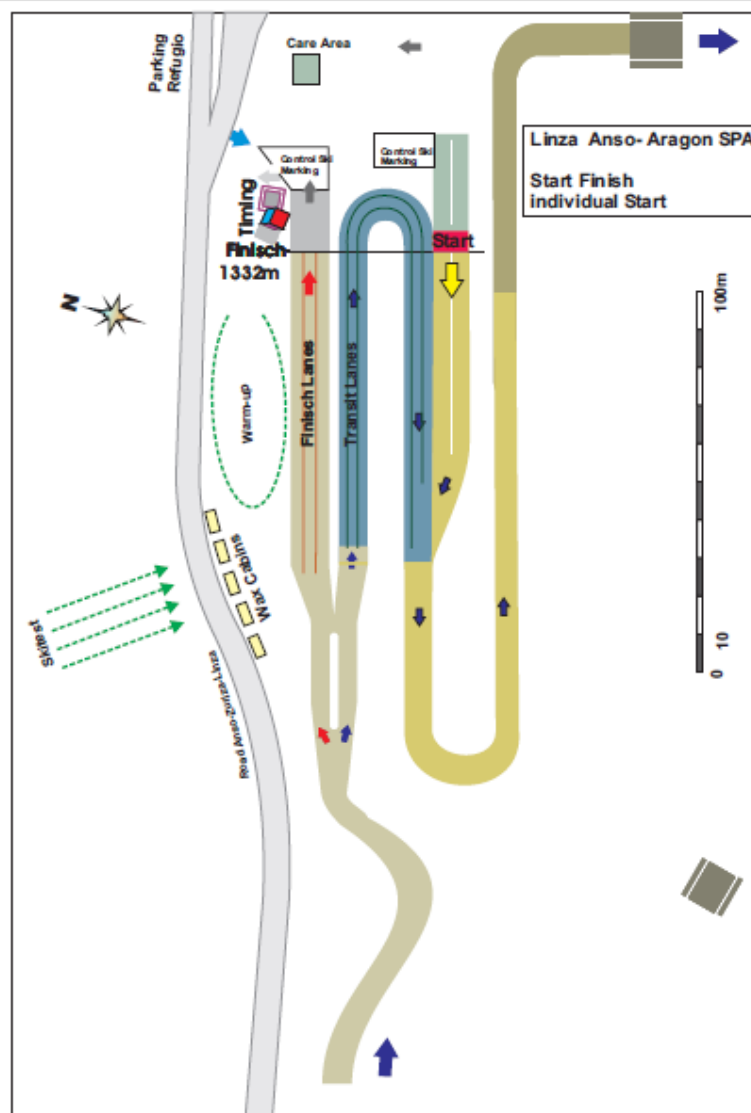 Parking
Refugio
Care Area
Control Ski
Marking
Control Ski
Marking
Linza Anso-Aragon SPA
Start Finish
individual Start
Timing
Finisch
1332m
Start
N
Warm-up
Finisch Lanes
Transit Lanes
100m
10
0
Wax Cabins
Skitest
Road Anso-Zuriza-Linza